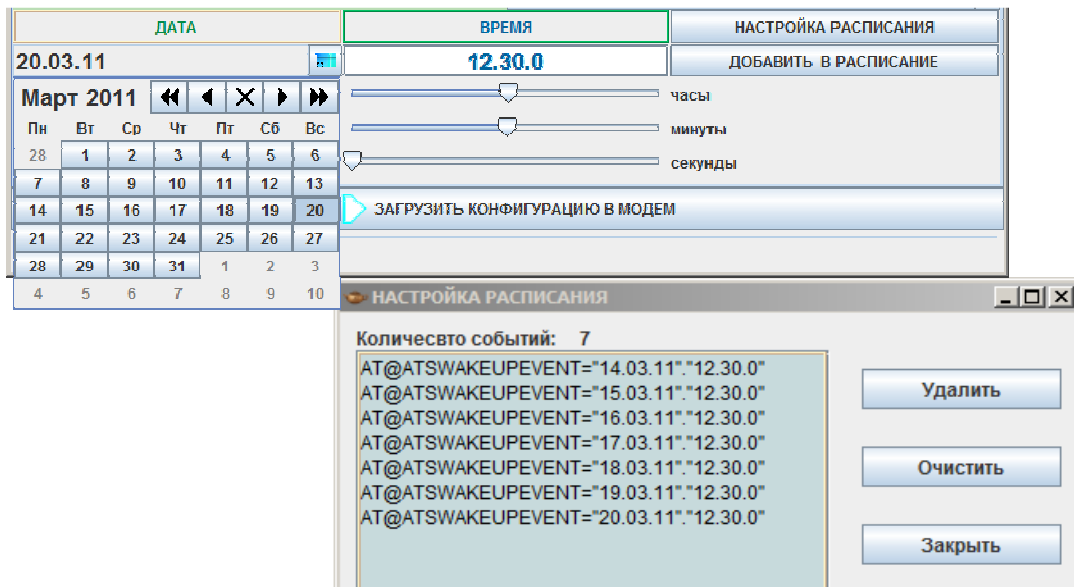 ДАТА ВРЕМЯ НАСТРОЙКА РАСПИСАНИЯ
20.03.11 12.30.0 ДОБАВИТЬ В РАСПИСАНИЕ
Март 2011
часы
Пн Вт Ср Чт Пт Сб Вс
минуты
28 1 2 3 4 5 6
секунды
7 8 9 10 11 12 13
14 15 16 17 18 19 20
ЗАГРУЗИТЬ КОНФИГУРАЦИЮ В МОДЕМ
21 22 23 24 25 26 27
28 29 30 31 1 2 3
4 5 6 7 8 9 10
НАСТРОЙКА РАСПИСАНИЯ
Количесвто событий: 7
AT@ATSWAKEUPEVENT="14.03.11"."12.30.0"
AT@ATSWAKEUPEVENT="15.03.11"."12.30.0"
AT@ATSWAKEUPEVENT="16.03.11"."12.30.0"
AT@ATSWAKEUPEVENT="17.03.11"."12.30.0"
AT@ATSWAKEUPEVENT="18.03.11"."12.30.0"
AT@ATSWAKEUPEVENT="19.03.11"."12.30.0"
AT@ATSWAKEUPEVENT="20.03.11"."12.30.0"
Удалить
Очистить
Закрыть